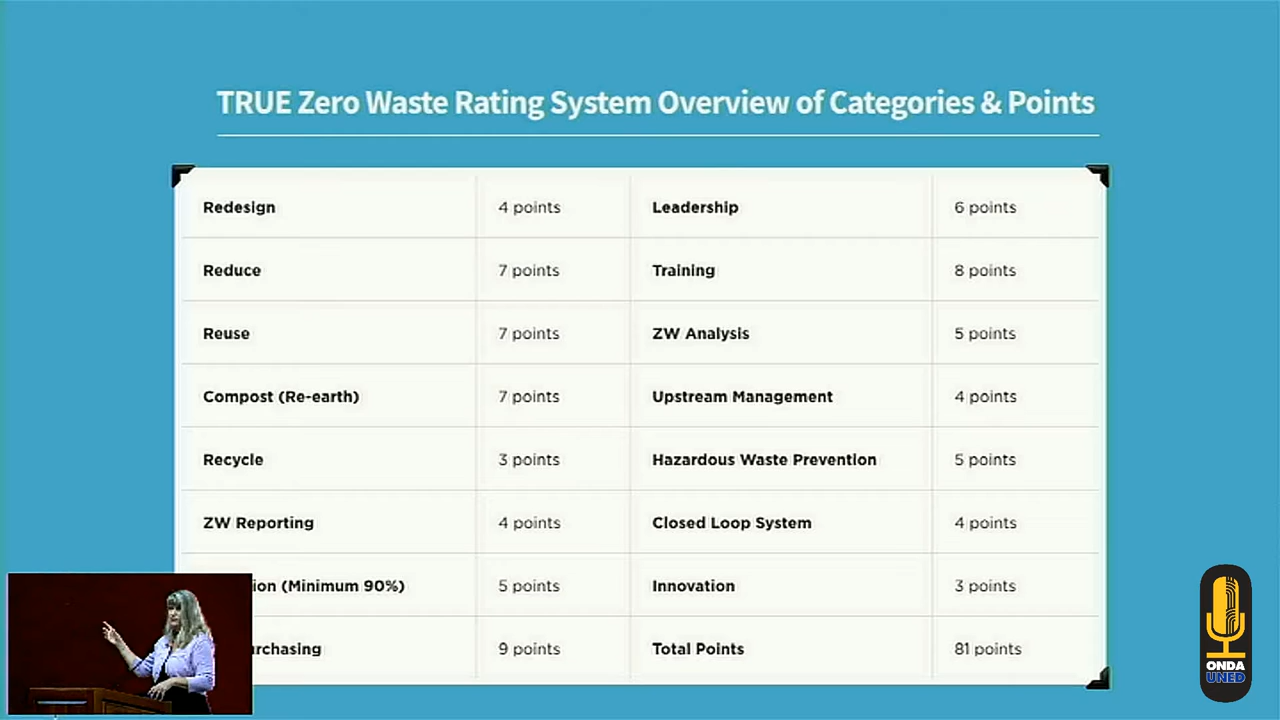 TRUE Zero Waste Rating System Overview of Categories & Points
Redesign 4 points Leadership 6 points
Reduce 7 points Training 8 points
Reuse 7 points ZW Analysis 5 points
Compost (Re-earth) 7 points Upstream Management 4 points
Recycle 3 points Hazardous Waste Prevention 5 points
ZW Reporting 4 points Closed Loop System 4 points
(Minimum 90%) 5 points Innovation 3 points
9 points Total Points 81 points
ONDA
UNED